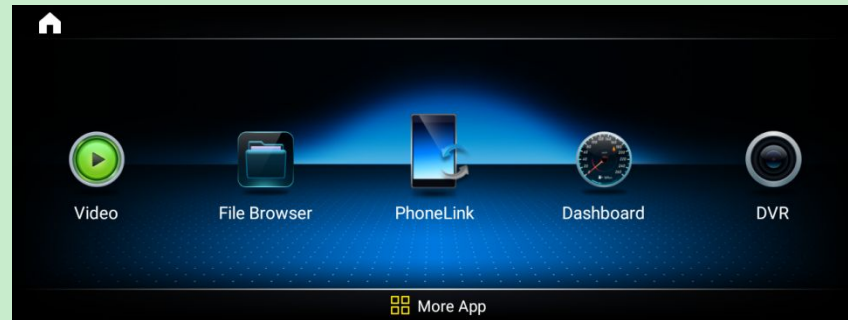 Video
File Browser
PhoneLink
Dashboard
DVR
More App